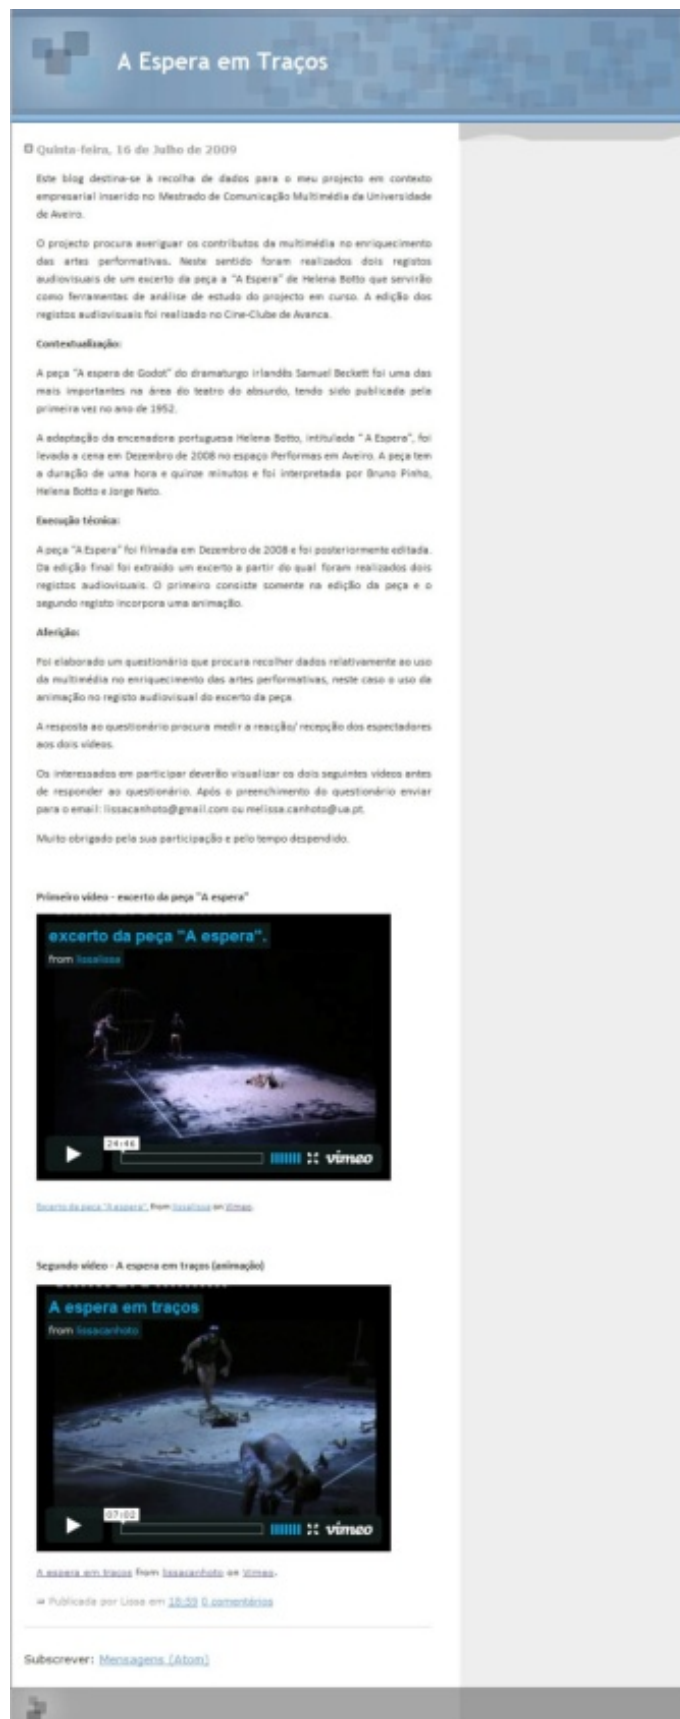 A Espera em Traços
Quinta-feira, 16 de Julho de 2009
Este blog destina-se à recolha de dados para o meu projecto em contexto
empresarial inserido no Mestrado de Comunicação Multimédia da Universidade
de Aveiro.
O projecto procura averiguar os contributos da multimédia no enriquecimento
das artes performativas. Neste sentido foram realizados dois registos
audiovisuais de um excerto da peça a "A Espera" de Helena Botto que servirão
como ferramentas de análise de estudo do projecto em curso. A edição dos
registos audiovisuais foi realizado no Cine-Clube de Avanca.
Contextualização:
A peça "A espera de Godot" do dramaturgo irlandês Samuel Beckett foi uma das
mais importantes na área do teatro do absurdo, tendo sido publicada pela
primeira vez no ano de 1952.
A adaptação da encenadora portuguesa Helena Botto, intitulada " A Espera", foi
levada a cena em Dezembro de 2008 no espaço Performas em Aveiro. A peça tem
a duração de uma hora e quinze minutos e foi interpretada por Bruno Pinho,
Helena Botto e Jorge Neto.
Execução técnica:
A peça "A Espera" foi filmada em Dezembro de 2008 e foi posteriormente editada.
Da edição final foi extraído um excerto a partir do qual foram realizados dois
registos audiovisuais. O primeiro consiste somente na edição da peça e o
segundo registo incorpora uma animação.
Aferição:
Foi elaborado um questionário que procura recolher dados relativamente ao uso
da multimédia no enriquecimento das artes performativas, neste caso o uso da
animação no registo audiovisual do excerto da peça.
A resposta ao questionário procura medir a reacção/ recepção dos espectadores
aos dois vídeos.
Os interessados em participar deverão visualizar os dois seguintes vídeos antes
de responder ao questionário. Após o preenchimento do questionário enviar
para o email: lissacanhoto@gmail.com ou melissa.canhoto@ua.pt.
Muito obrigado pela sua participação e pelo tempo despendido.
Primeiro vídeo - excerto da peça "A espera"
excerto da peça "A espera".
from lissalissa
24:46
vimeo
Excerto da peça "A espera". from lissalissa on Vimeo.
Segundo vídeo - A espera em traços (animação)
A espera em traços
from lissacanhoto
07:02
vimeo
A espera em traços from lissacanhoto on Vimeo.
Publicada por Lissa em 18:59 0 comentários
Subscrever: Mensagens (Atom)